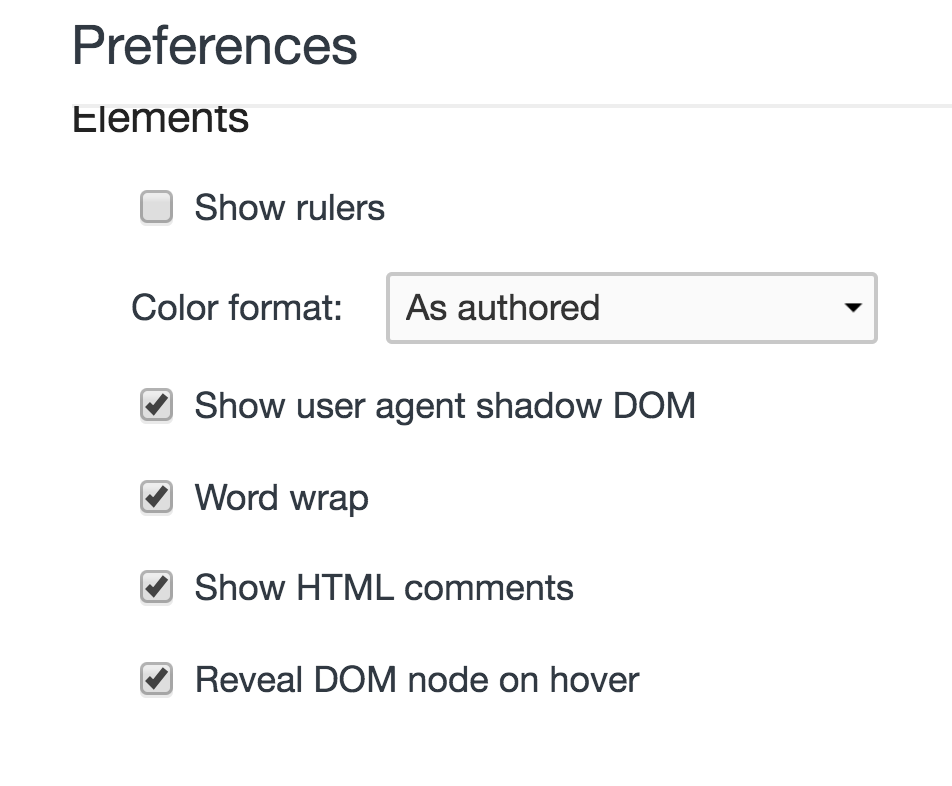 Preferences
Elements
Show rulers
Color format: As authored
Show user agent shadow DOM
Word wrap
Show HTML comments
Reveal DOM node on hover